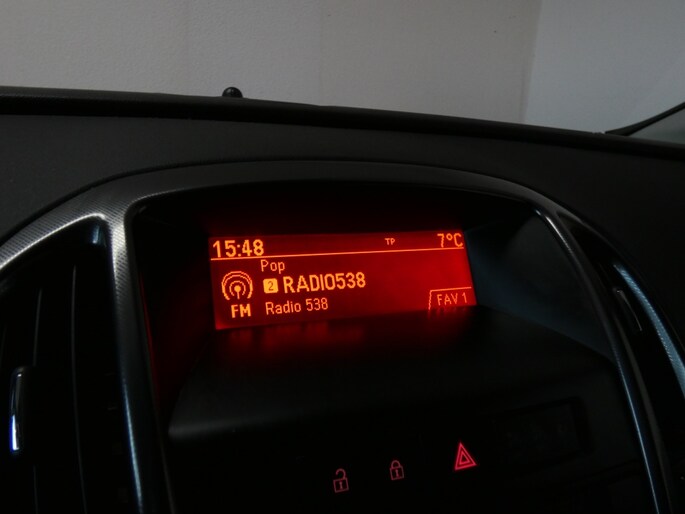 15:48 TP 7°C
Pop
2 RADIO538
FM Radio 538 FAV 1